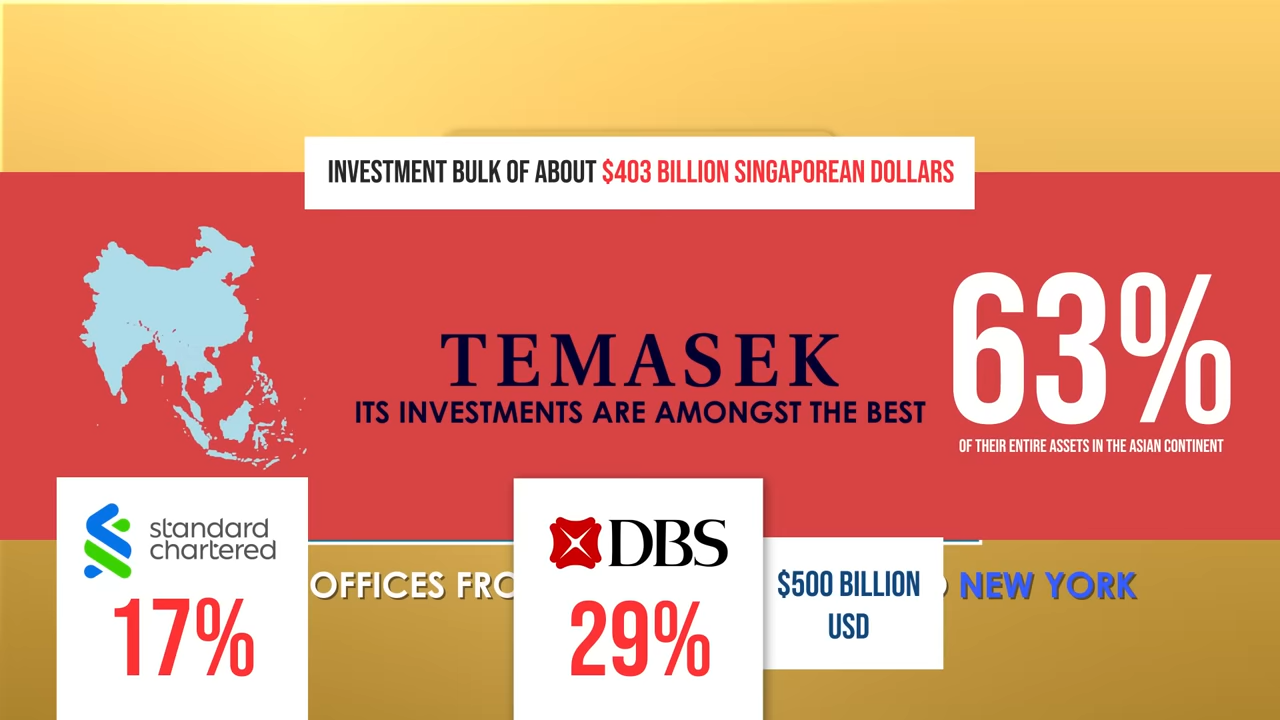 INVESTMENT BULK OF ABOUT $403 BILLION SINGAPOREAN DOLLARS
TEMASEK
ITS INVESTMENTS ARE AMONGST THE BEST
63%
OF THEIR ENTIRE ASSETS IN THE ASIAN CONTINENT
standard
chartered
17%
DBS
29%
$500 BILLION
USD
OFFICES
NEW YORK